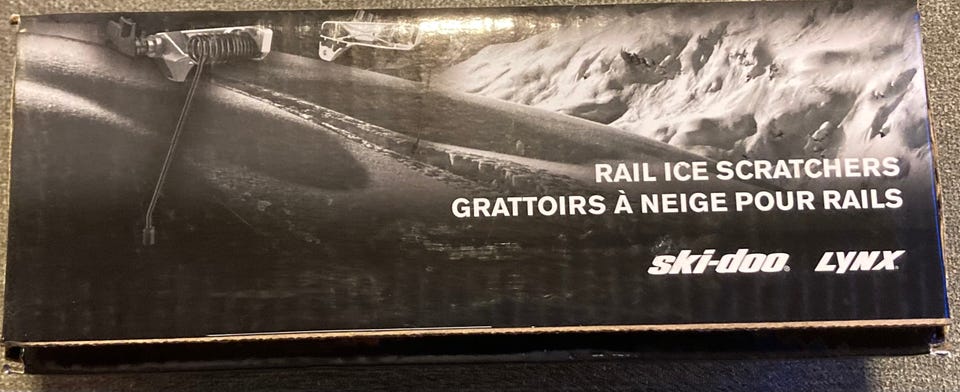 RAIL ICE SCRATCHERS
GRATTOIRS À NEIGE POUR RAILS
ski-doo® LYNX®